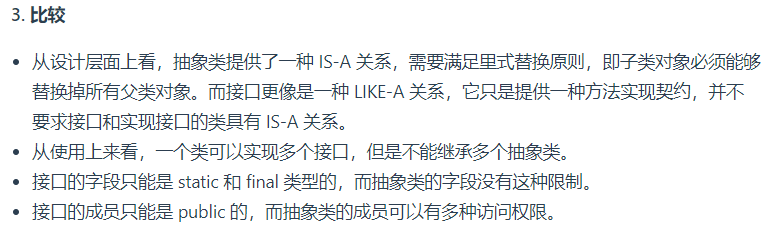 3. 比较
• 从设计层面上看，抽象类提供了一种 IS-A 关系，需要满足里式替换原则，即子类对象必须能够
替换掉所有父类对象。而接口更像是一种 LIKE-A 关系，它只是提供一种方法实现契约，并不
要求接口和实现接口的类具有 IS-A 关系。
• 从使用上来看，一个类可以实现多个接口，但是不能继承多个抽象类。
• 接口的字段只能是 static 和 final 类型的，而抽象类的字段没有这种限制。
• 接口的成员只能是 public 的，而抽象类的成员可以有多种访问权限。